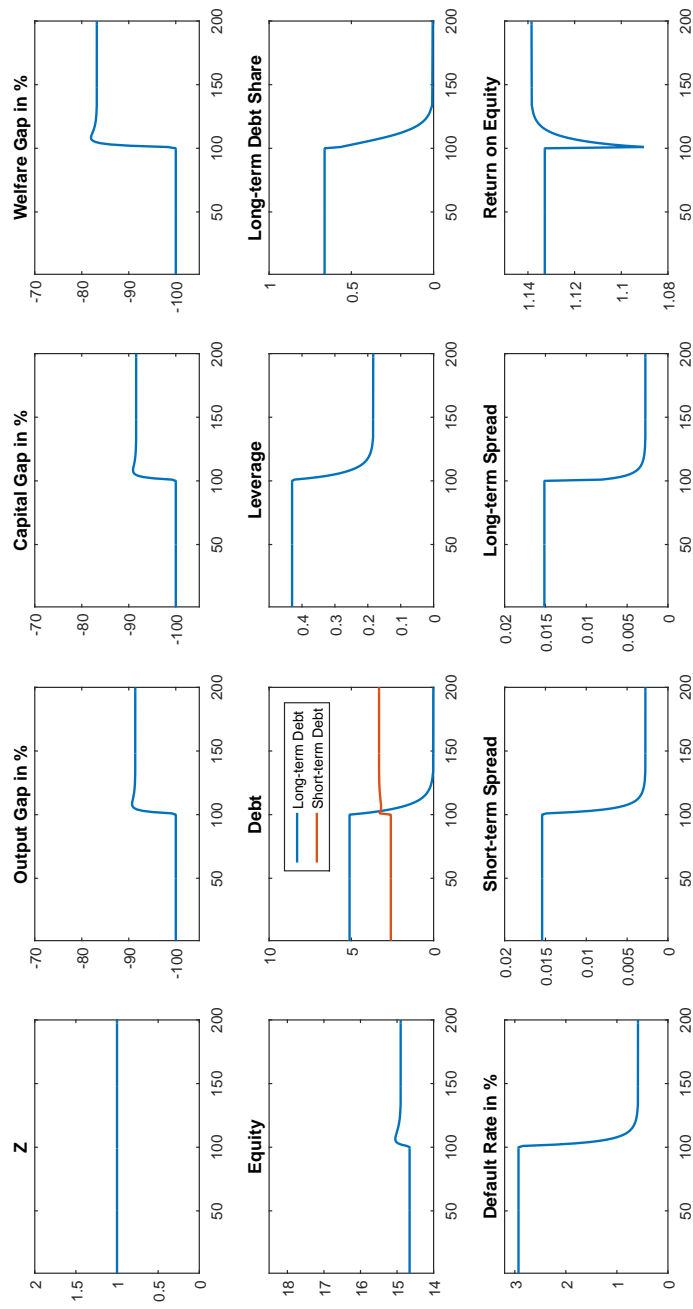 Z
2
1.5
1
0.5
0
50 100 150 200
Output Gap in %
-70
-80
-90
-100
50 100 150 200
Capital Gap in %
-70
-80
-90
-100
50 100 150 200
Welfare Gap in %
-70
-80
-90
-100
50 100 150 200
Equity
18
17
16
15
14
50 100 150 200
Debt
10
5
0
Long-term Debt
Short-term Debt
50 100 150 200
Leverage
0.4
0.3
0.2
0.1
0
50 100 150 200
Long-term Debt Share
1
0.5
0
50 100 150 200
Default Rate in %
3
2
1
0
50 100 150 200
Short-term Spread
0.02
0.015
0.01
0.005
0
50 100 150 200
Long-term Spread
0.02
0.015
0.01
0.005
0
50 100 150 200
Return on Equity
1.14
1.12
1.1
1.08
50 100 150 200